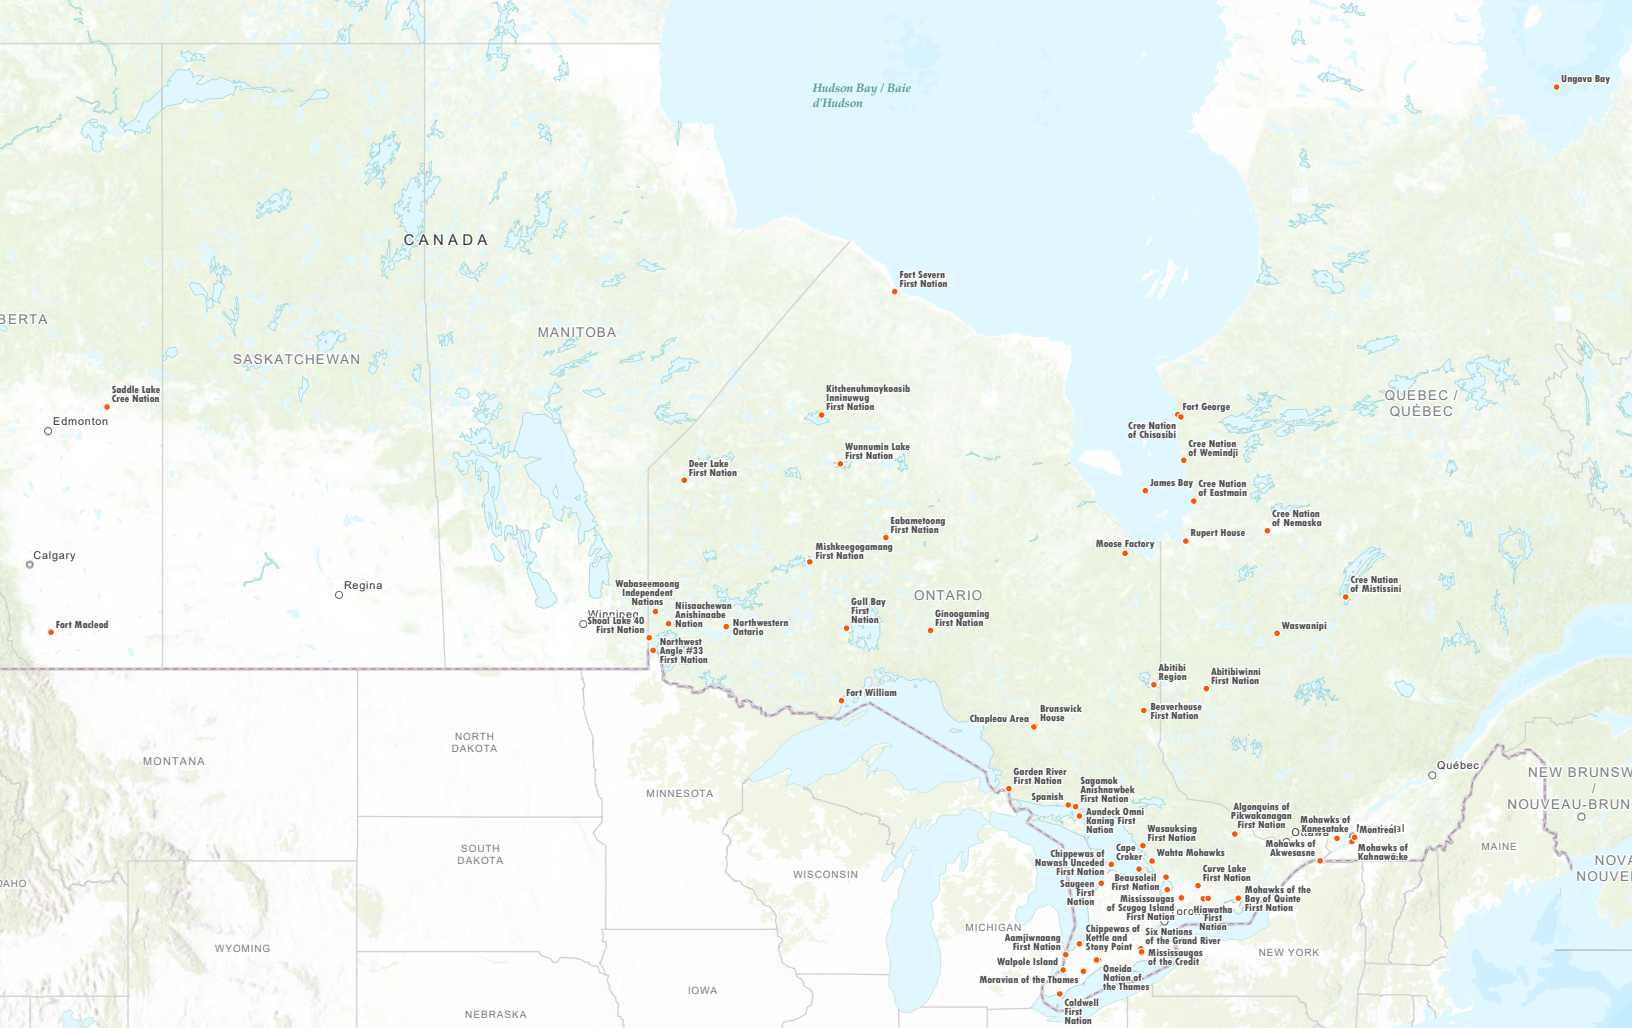 Ungava Bay
Hudson Bay / Baie
d'Hudson
CANADA
Fort Severn
First Nation
BERTA
MANITOBA
SASKATCHEWAN
Saddle Lake
Cree Nation
Edmonton
Kitchenuhmaykoosib
Inninuwug
First Nation
QUEBEC /
QUÉBEC
Fort George
Cree Nation
of Chisasibi
Cree Nation
of Wemindji
Wunnumin Lake
First Nation
Deer Lake
First Nation
James Bay
Cree Nation
of Eastmain
Cree Nation
of Nemaska
Rupert House
Moose Factory
Eabametoong
First Nation
Mishkeegogamang
First Nation
Calgary
Regina
Cree Nation
of Mistissini
ONTARIO
Wabaseemoong
Independent
Nations
Winnipeg
Shoal Lake 40
First Nation
Niisaachewan
Anishinaabe
Nation
Northwestern
Ontario
Gull Bay
First
Nation
Ginoogaming
First Nation
Fort Macleod
Waswanipi
Northwest
Angle #33
First Nation
Abitibi
Region
Abitibiwinni
First Nation
Fort William
Beaverhouse
First Nation
Chapleau Area
Brunswick
House
NORTH
DAKOTA
MONTANA
MINNESOTA
Québec
NEW BRUNSW
/
NOUVEAU-BRUN
Garden River
First Nation
Spanish
Sagamok
Anishnawbek
First Nation
Aundeck Omni
Kaning First
Nation
Algonquins of
Pikwakanagan
First Nation
Mohawks of
Kanesatake
Montréal
Mohawks of
Akwesasne
Mohawks of
Kahnawá:ke
Wasauksing
First Nation
Cape
Croker
Wahta Mohawks
Chippewas of
Nawash Unceded
First Nation
Saugeen
First
Nation
Beausoleil
First Nation
Curve Lake
First Nation
Mississaugas
of Scugog Island
First Nation
Hiawatha
First
Nation
Mohawks of the
Bay of Quinte
First Nation
SOUTH
DAKOTA
MAINE
NOVA
NOUVEL
DAHO
WISCONSIN
MICHIGAN
WYOMING
NEW YORK
Chippewas of
Kettle and
Stony Point
Six Nations
of the Grand River
Mississaugas
of the Credit
Aamjiwnaang
First Nation
Walpole Island
Moravian of the Thames
Oneida
Nation of
the Thames
Caldwell
First
Nation
IOWA
NEBRASKA